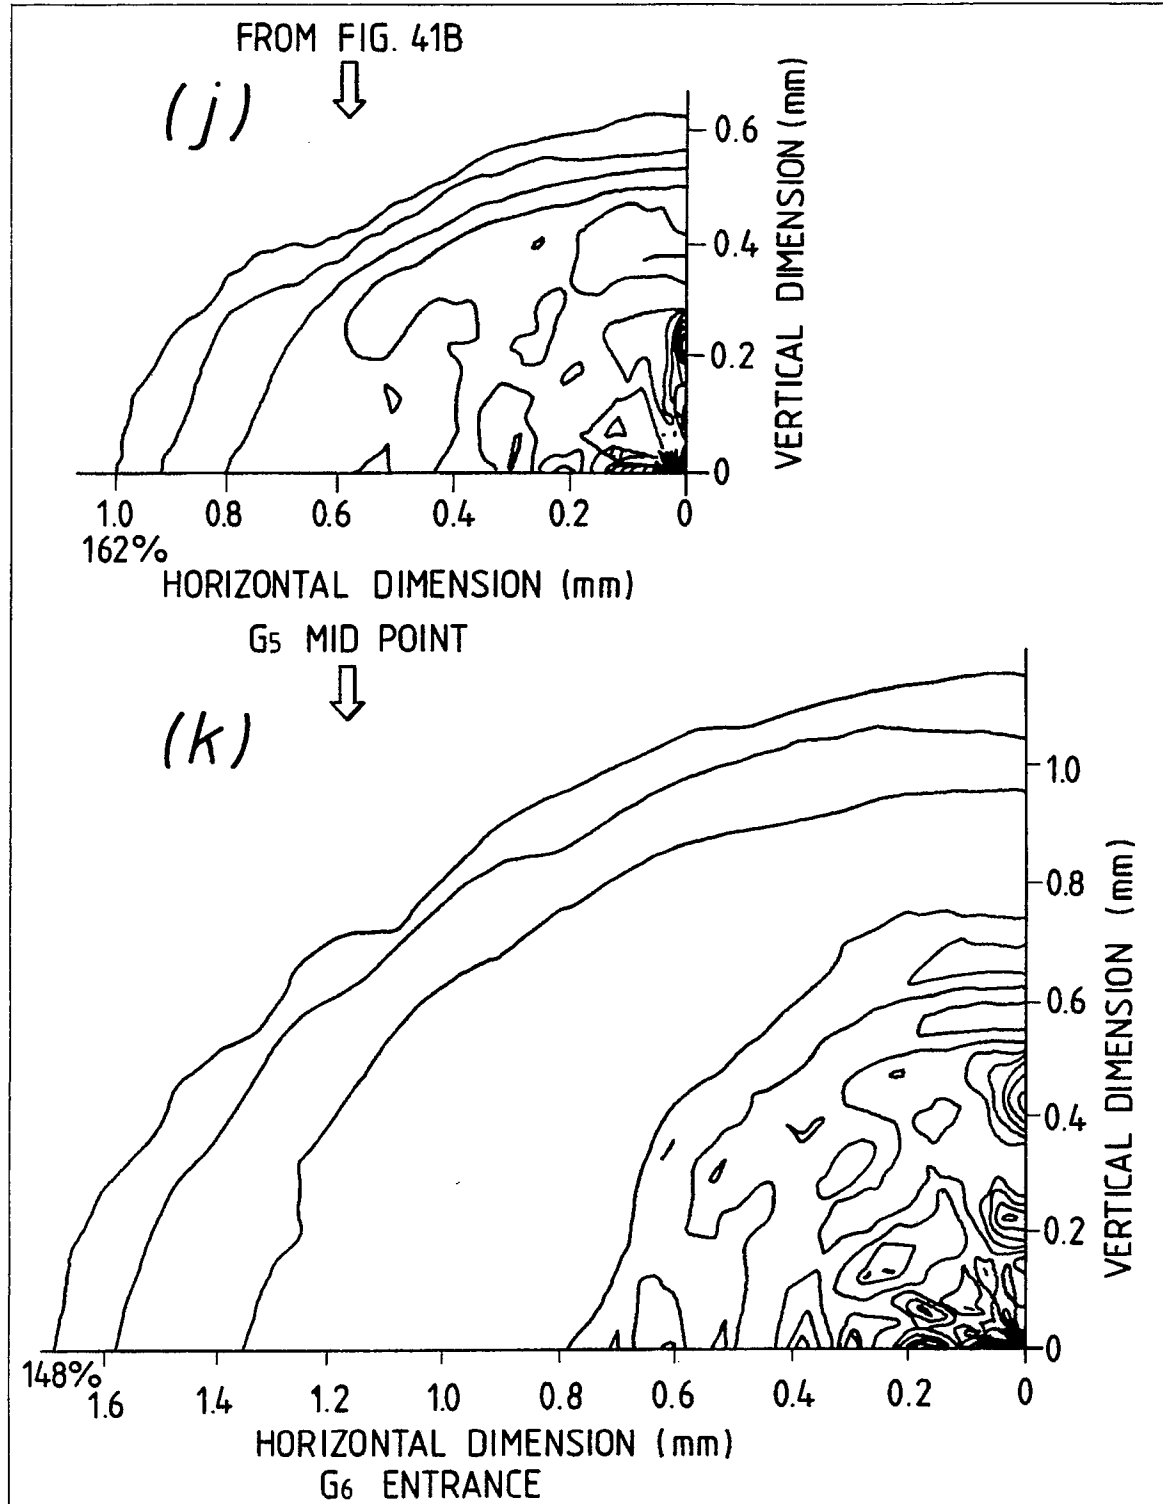 FROM FIG. 41B
(j)
VERTICAL DIMENSION (mm)
0.6
0.4
0.2
0
1.0 0.8 0.6 0.4 0.2 0
162%
HORIZONTAL DIMENSION (mm)
G5 MID POINT
(k)
VERTICAL DIMENSION (mm)
1.0
0.8
0.6
0.4
0.2
0
148%
1.6 1.4 1.2 1.0 0.8 0.6 0.4 0.2 0
HORIZONTAL DIMENSION (mm)
G6 ENTRANCE